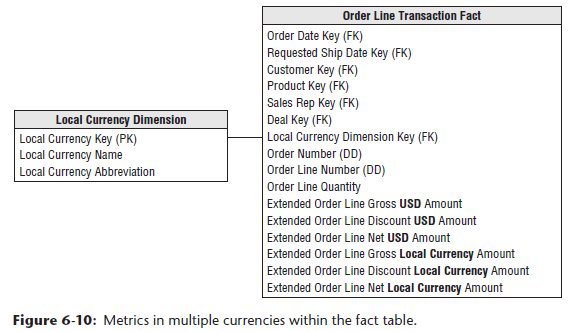 Order Line Transaction Fact
Order Date Key (FK)
Requested Ship Date Key (FK)
Customer Key (FK)
Product Key (FK)
Sales Rep Key (FK)
Deal Key (FK)
Local Currency Dimension Key (FK)
Order Number (DD)
Order Line Number (DD)
Order Line Quantity
Extended Order Line Gross USD Amount
Extended Order Line Discount USD Amount
Extended Order Line Net USD Amount
Extended Order Line Gross Local Currency Amount
Extended Order Line Discount Local Currency Amount
Extended Order Line Net Local Currency Amount
Local Currency Dimension
Local Currency Key (PK)
Local Currency Name
Local Currency Abbreviation
Figure 6-10: Metrics in multiple currencies within the fact table.